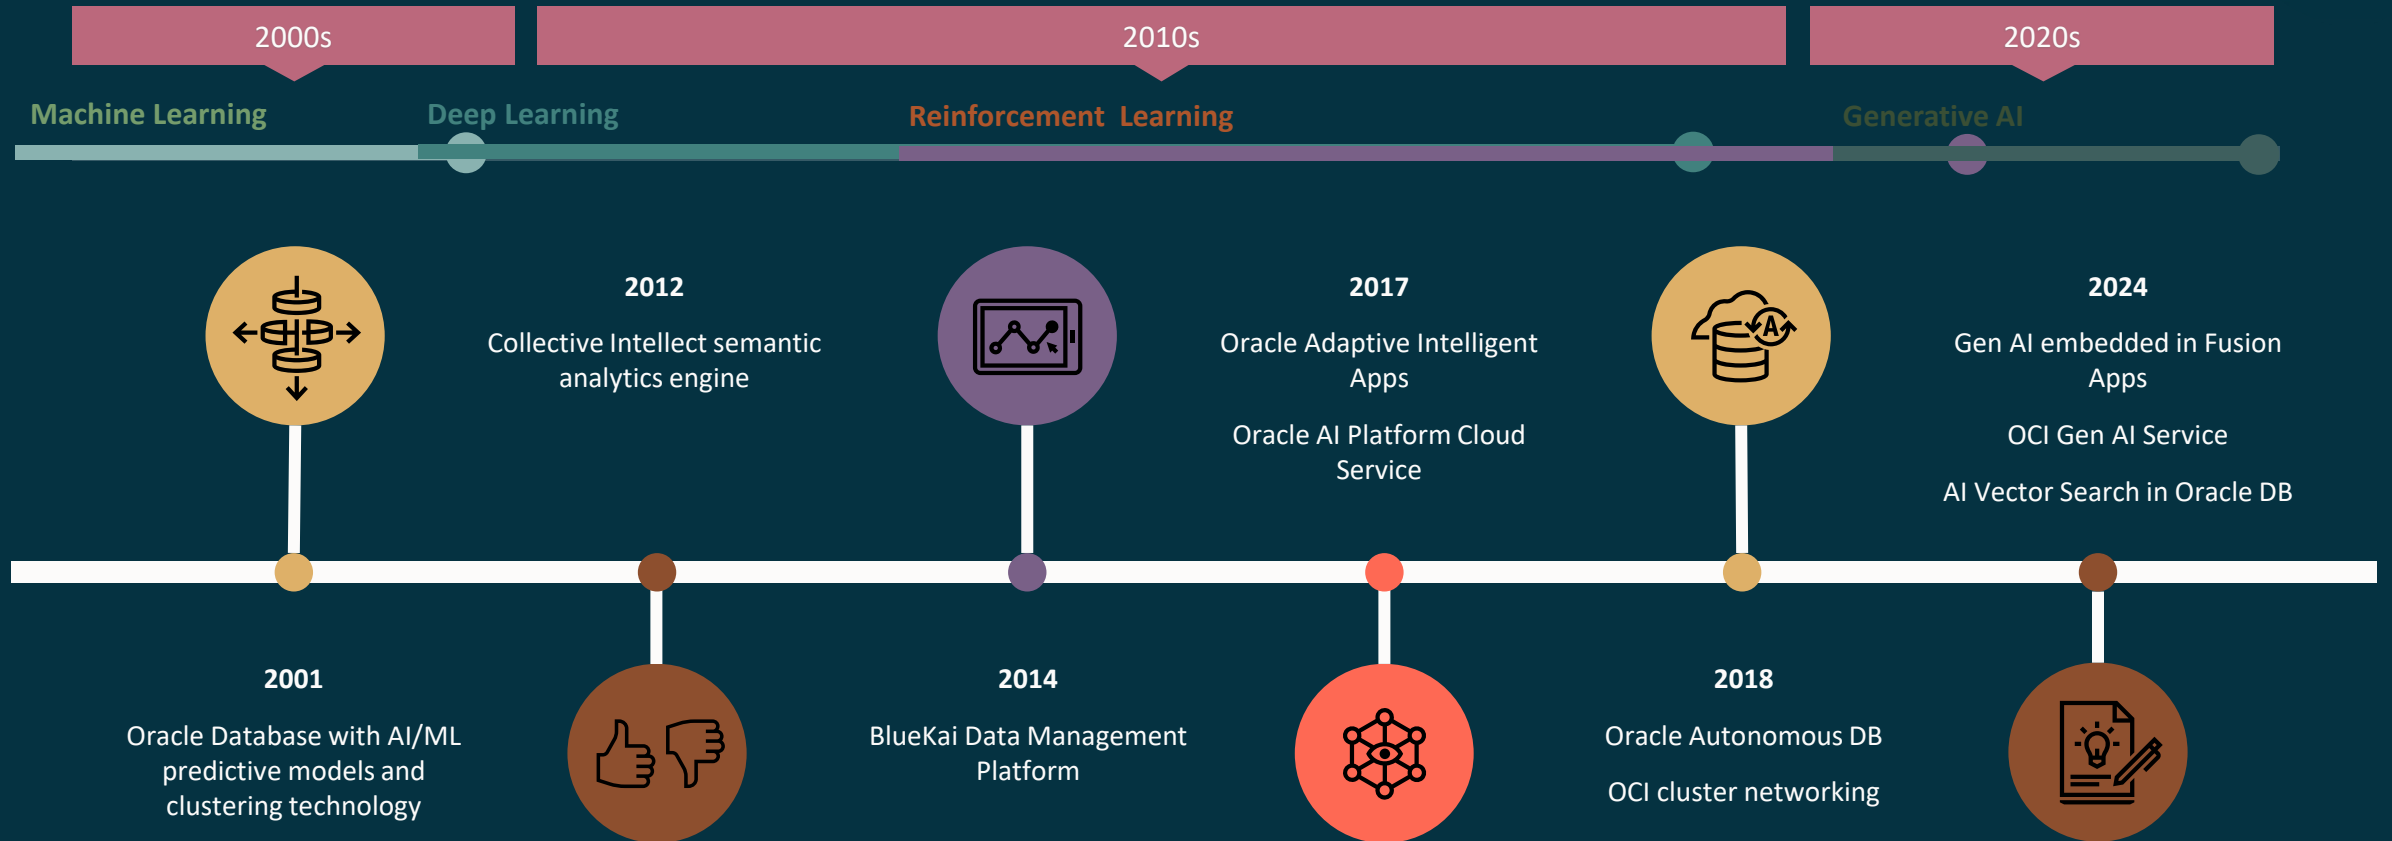 2000s
2010s
2020s
Machine Learning
Deep Learning
Reinforcement Learning
Generative AI
2012
Collective Intellect semantic
analytics engine
2017
Oracle Adaptive Intelligent
Apps
Oracle AI Platform Cloud
Service
A
2024
Gen AI embedded in Fusion
Apps
OCI Gen AI Service
AI Vector Search in Oracle DB
2001
Oracle Database with AI/ML
predictive models and
clustering technology
2014
BlueKai Data Management
Platform
2018
Oracle Autonomous DB
OCI cluster networking